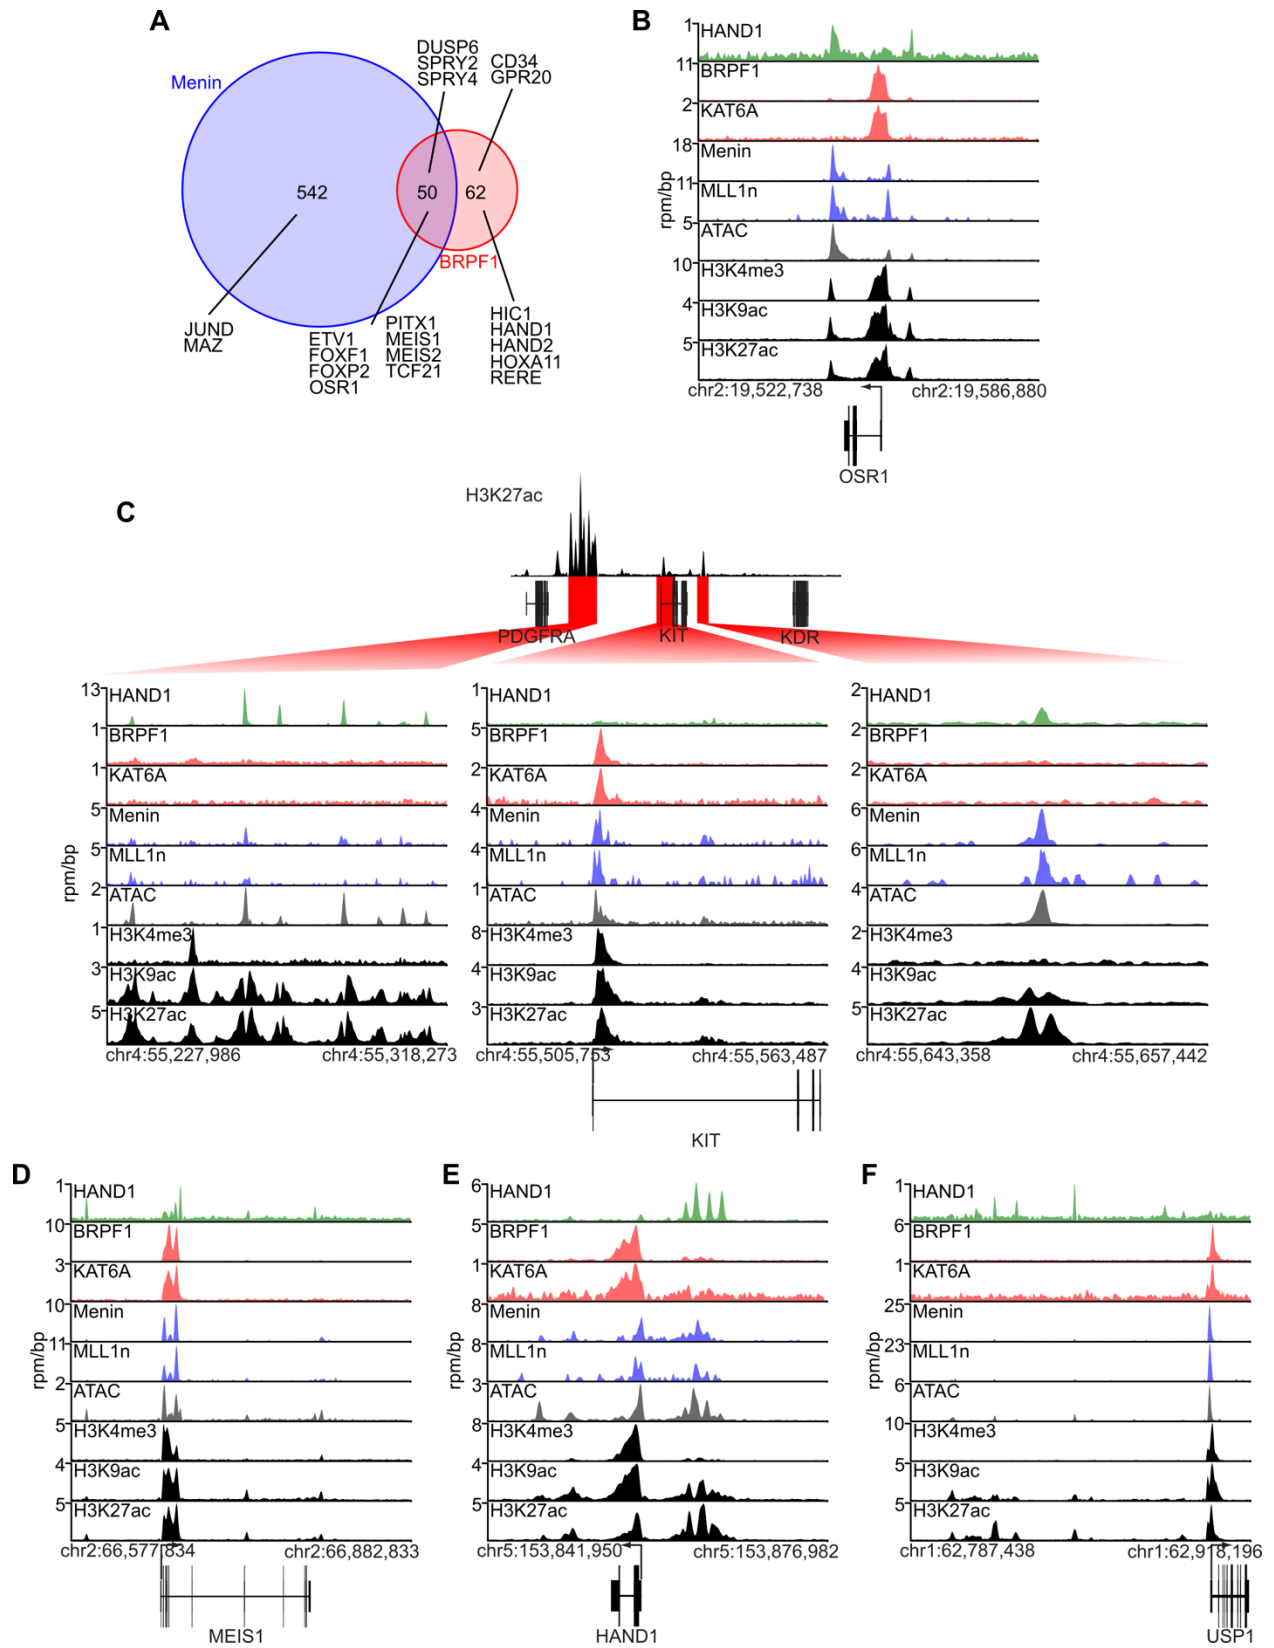 A
Menin
542
50
62
BRPF1
DUSP6
SPRY2
SPRY4
CD34
GPR20
JUND
MAZ
ETV1
FOXF1
FOXP2
OSR1
PITX1
MEIS1
MEIS2
TCF21
HIC1
HAND1
HAND2
HOXA11
RERE
B
rpm/bp
1 HAND1
11 BRPF1
2 KAT6A
18 Menin
11 MLL1n
5 ATAC
10 H3K4me3
4 H3K9ac
5 H3K27ac
chr2:19,522,738 chr2:19,586,880
OSR1
C
H3K27ac
PDGFRA KIT KDR
rpm/bp
13 HAND1
1 BRPF1
1 KAT6A
5 Menin
5 MLL1n
2 ATAC
1 H3K4me3
3 H3K9ac
5 H3K27ac
chr4:55,227,986 chr4:55,318,273
1 HAND1
5 BRPF1
2 KAT6A
4 Menin
4 MLL1n
1 ATAC
8 H3K4me3
4 H3K9ac
3 H3K27ac
chr4:55,505,753 chr4:55,563,487
KIT
2 HAND1
2 BRPF1
2 KAT6A
6 Menin
6 MLL1n
4 ATAC
2 H3K4me3
4 H3K9ac
5 H3K27ac
chr4:55,643,358 chr4:55,657,442
D
rpm/bp
1 HAND1
10 BRPF1
3 KAT6A
10 Menin
11 MLL1n
2 ATAC
5 H3K4me3
4 H3K9ac
5 H3K27ac
chr2:66,577,834 chr2:66,882,833
MEIS1
E
rpm/bp
6 HAND1
5 BRPF1
1 KAT6A
8 Menin
8 MLL1n
3 ATAC
8 H3K4me3
5 H3K9ac
5 H3K27ac
chr5:153,841,950 chr5:153,876,982
HAND1
F
rpm/bp
1 HAND1
6 BRPF1
1 KAT6A
25 Menin
23 MLL1n
6 ATAC
10 H3K4me3
5 H3K9ac
5 H3K27ac
chr1:62,787,438 chr1:62,918,196
USP1